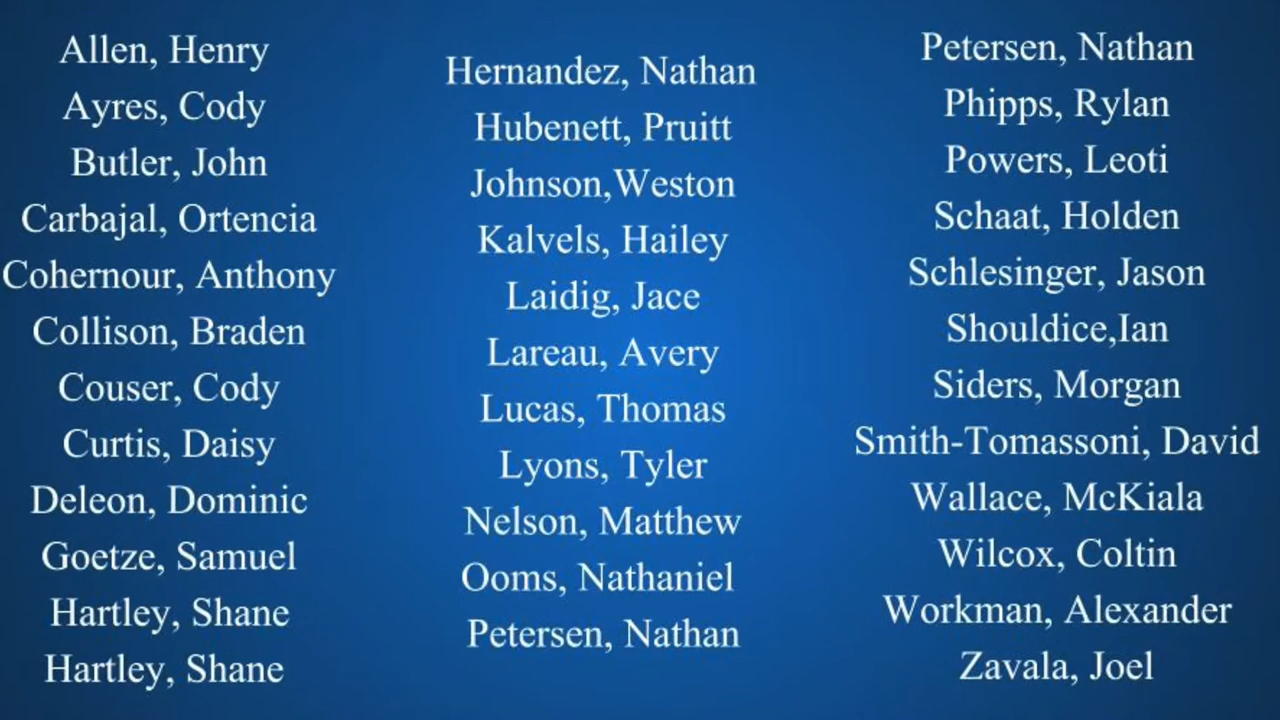 Allen, Henry
Ayres, Cody
Butler, John
Carbajal, Ortencia
Cohernour, Anthony
Collison, Braden
Couser, Cody
Curtis, Daisy
Deleon, Dominic
Goetze, Samuel
Hartley, Shane
Hartley, Shane
Hernandez, Nathan
Hubenett, Pruitt
Johnson,Weston
Kalvels, Hailey
Laidig, Jace
Lareau, Avery
Lucas, Thomas
Lyons, Tyler
Nelson, Matthew
Ooms, Nathaniel
Petersen, Nathan
Petersen, Nathan
Phipps, Rylan
Powers, Leoti
Schaat, Holden
Schlesinger, Jason
Shouldice,Ian
Siders, Morgan
Smith-Tomassoni, David
Wallace, McKiala
Wilcox, Coltin
Workman, Alexander
Zavala, Joel